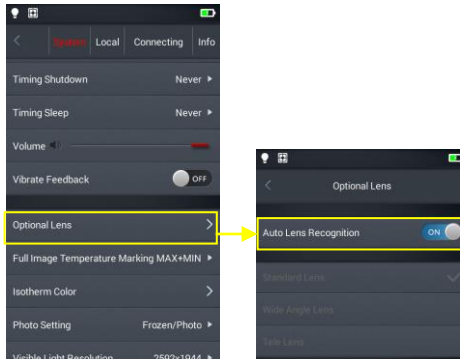 System Local Connecting Info
Timing Shutdown Never
Timing Sleep Never
Volume
Vibrate Feedback OFF
Optional Lens
Full Image Temperature Marking MAX+MIN
Isotherm Color
Photo Setting Frozen/Photo
Visible Light Resolution 2592x1944
Optional Lens
Auto Lens Recognition ON
Standard Lens
Wide Angle Lens
Tele Lens